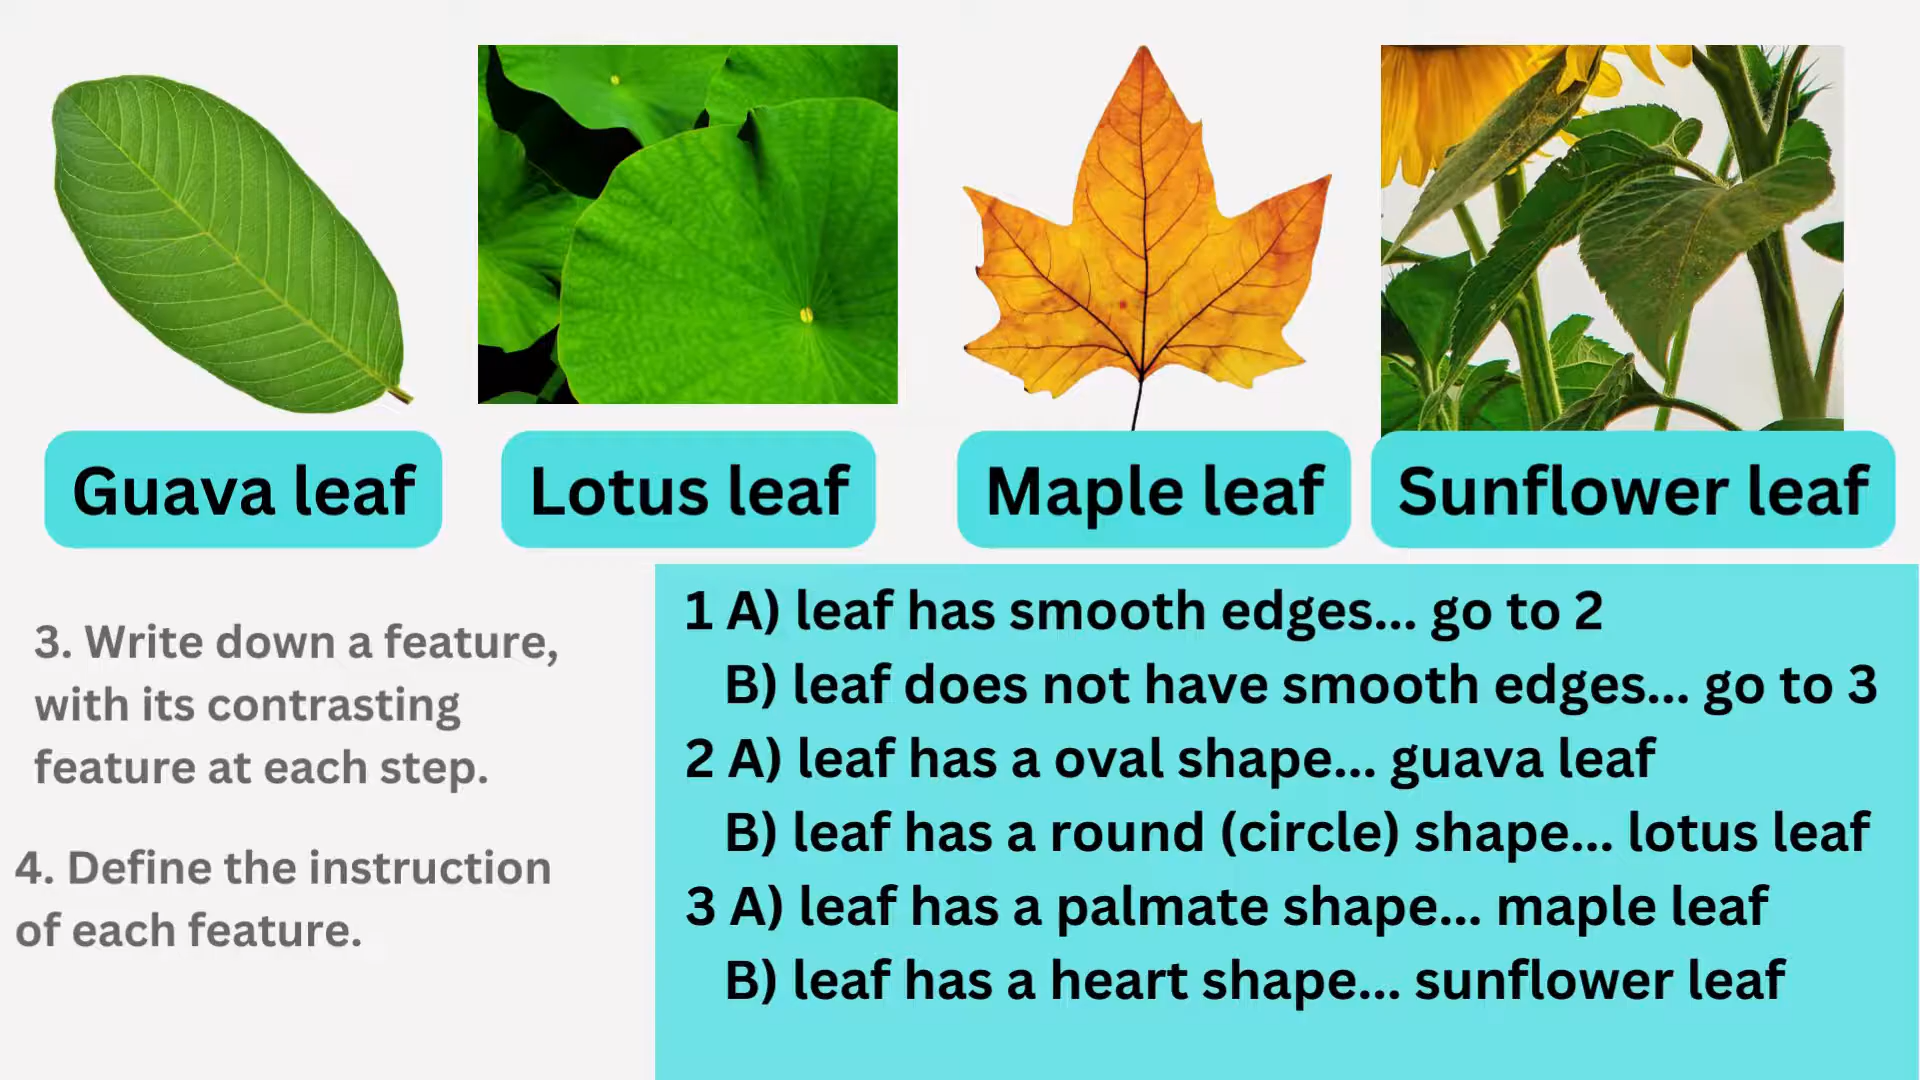 Guava leaf
Lotus leaf
Maple leaf
Sunflower leaf
3. Write down a feature,
with its contrasting
feature at each step.
4. Define the instruction
of each feature.
1 A) leaf has smooth edges... go to 2
B) leaf does not have smooth edges... go to 3
2 A) leaf has a oval shape... guava leaf
B) leaf has a round (circle) shape... lotus leaf
3 A) leaf has a palmate shape... maple leaf
B) leaf has a heart shape... sunflower leaf